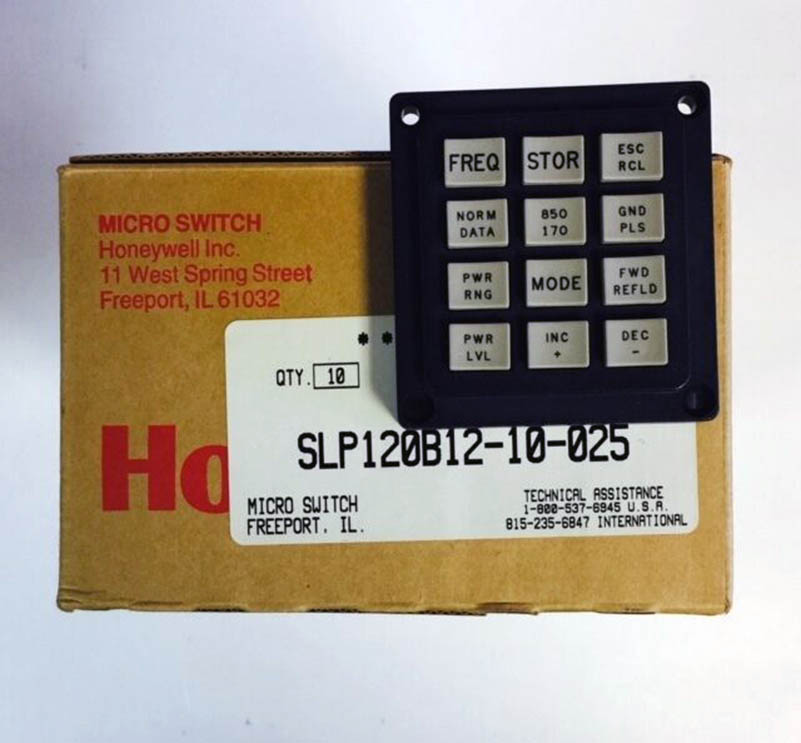 FREQ
STOR
ESC
RCL
NORM
DATA
850
170
GND
PLS
PWR
RNG
MODE
FWD
REFLD
PWR
LVL
INC
+
DEC
-
MICRO SWITCH
Honeywell Inc.
11 West Spring Street
Freeport, IL 61032
**
QTY. 10
Ho
SLP120B12-10-025
MICRO SWITCH
FREEPORT, IL.
TECHNICAL ASSISTANCE
1-800-537-6945 U.S.A.
815-235-6847 INTERNATIONAL